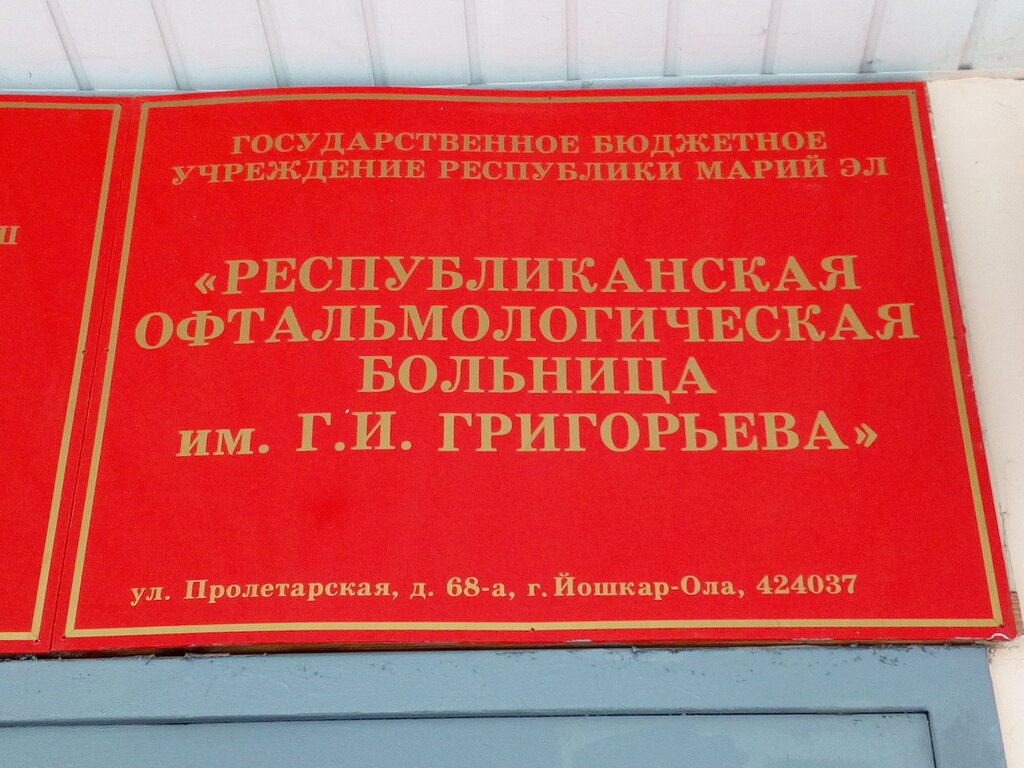 ГОСУДАРСТВЕННОЕ БЮДЖЕТНОЕ
УЧРЕЖДЕНИЕ РЕСПУБЛИКИ МАРИЙ ЭЛ
«РЕСПУБЛИКАНСКАЯ
ОФТАЛЬМОЛОГИЧЕСКАЯ
БОЛЬНИЦА
им. Г.И. ГРИГОРЬЕВА»
ул. Пролетарская, д. 68-а, г. Йошкар-Ола, 424037